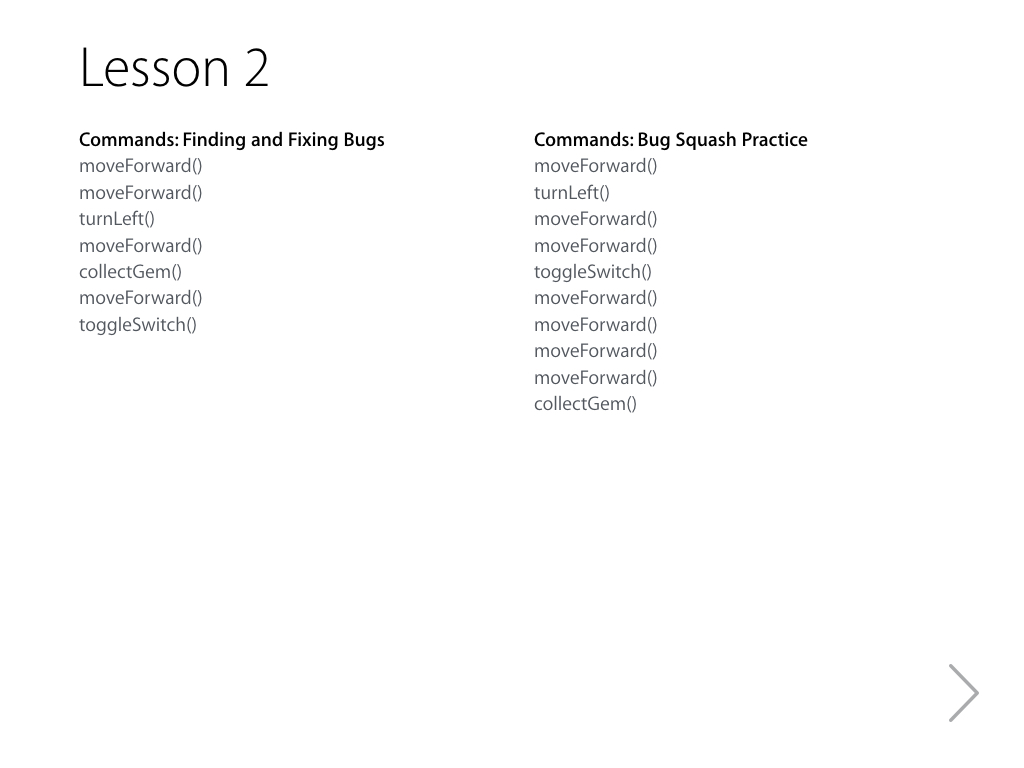 Lesson 2
Commands: Finding and Fixing Bugs
moveForward()
moveForward()
turnLeft()
moveForward()
collectGem()
moveForward()
toggleSwitch()
Commands: Bug Squash Practice
moveForward()
turnLeft()
moveForward()
moveForward()
toggleSwitch()
moveForward()
moveForward()
moveForward()
moveForward()
collectGem()